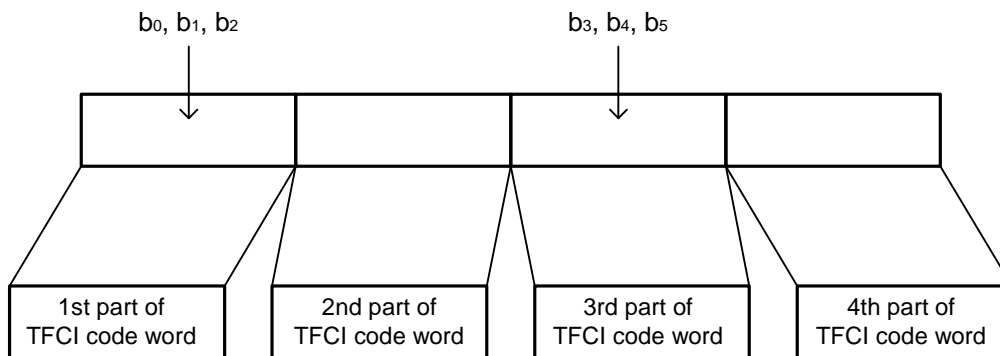 b0, b1, b2
b3, b4, b5
1st part of
TFCI code word
2nd part of
TFCI code word
3rd part of
TFCI code word
4th part of
TFCI code word